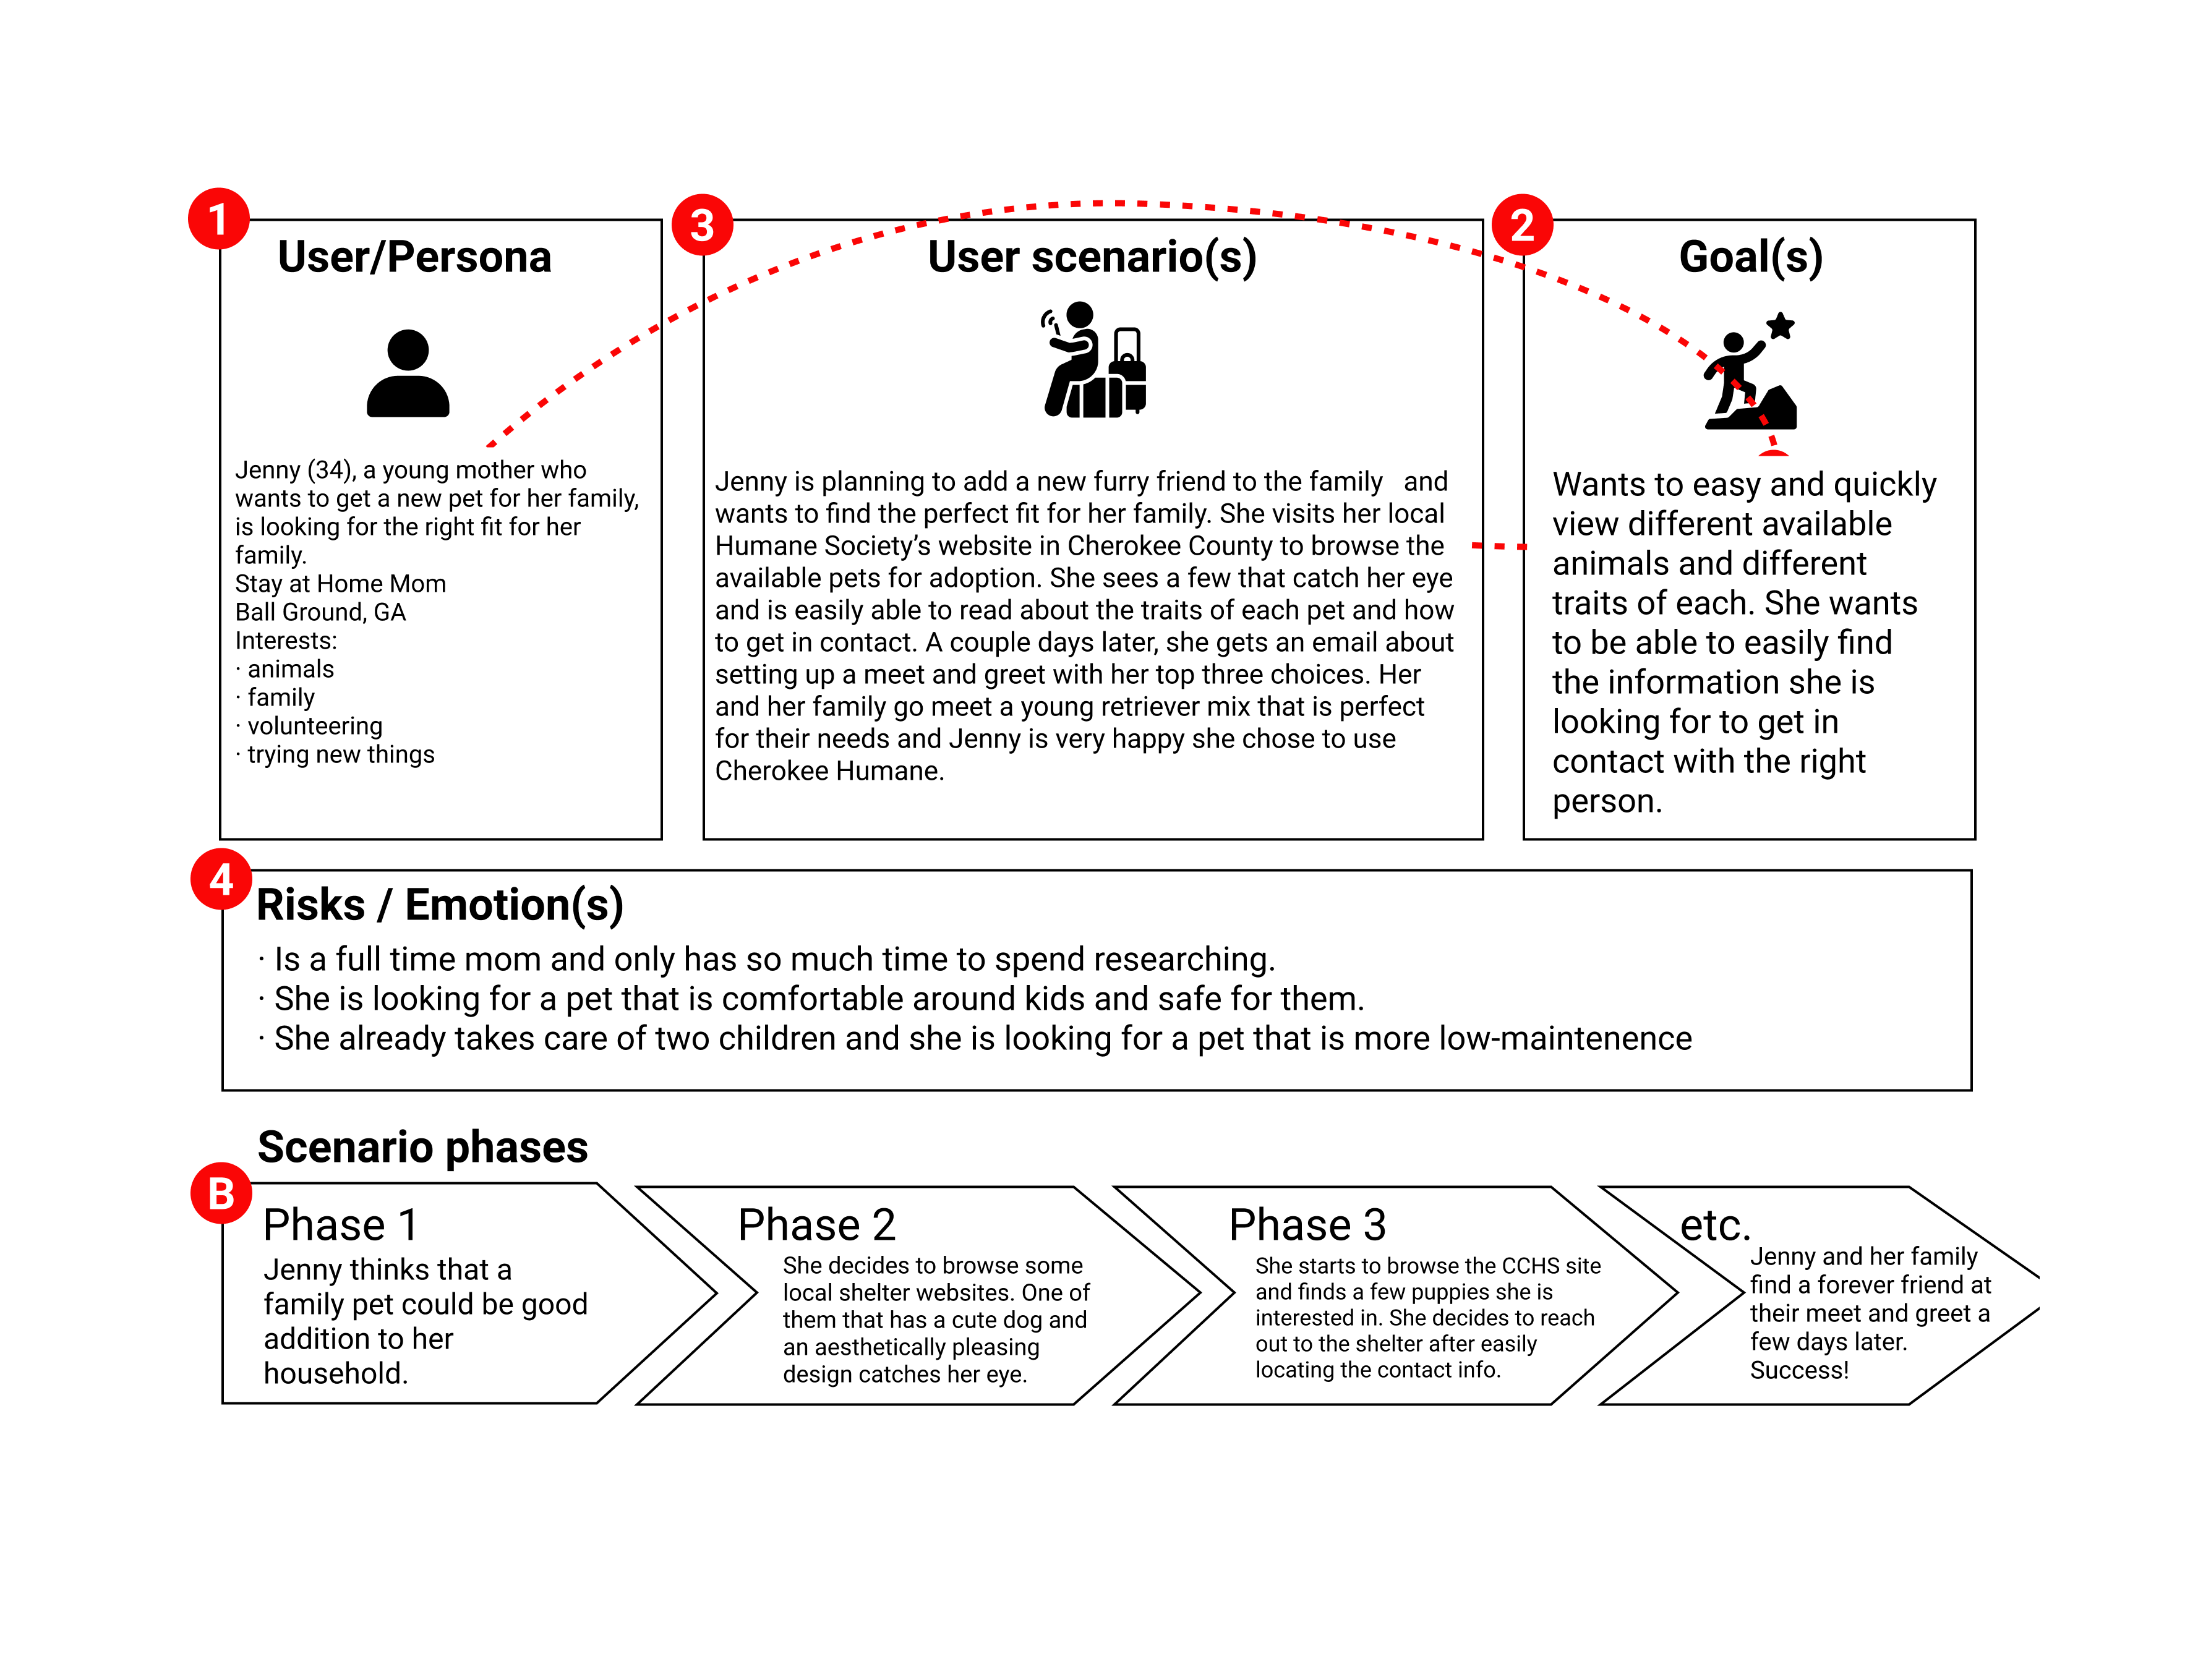 1
User/Persona
Jenny (34), a young mother who
wants to get a new pet for her family,
is looking for the right fit for her
family.
Stay at Home Mom
Ball Ground, GA
Interests:
· animals
· family
· volunteering
· trying new things
3
User scenario(s)
Jenny is planning to add a new furry friend to the family and
wants to find the perfect fit for her family. She visits her local
Humane Society’s website in Cherokee County to browse the
available pets for adoption. She sees a few that catch her eye
and is easily able to read about the traits of each pet and how
to get in contact. A couple days later, she gets an email about
setting up a meet and greet with her top three choices. Her
and her family go meet a young retriever mix that is perfect
for their needs and Jenny is very happy she chose to use
Cherokee Humane.
2
Goal(s)
Wants to easy and quickly
view different available
animals and different
traits of each. She wants
to be able to easily find
the information she is
looking for to get in
contact with the right
person.
4
Risks / Emotion(s)
· Is a full time mom and only has so much time to spend researching.
· She is looking for a pet that is comfortable around kids and safe for them.
· She already takes care of two children and she is looking for a pet that is more low-maintenence
Scenario phases
B
Phase 1
Jenny thinks that a
family pet could be good
addition to her
household.
Phase 2
She decides to browse some
local shelter websites. One of
them that has a cute dog and
an aesthetically pleasing
design catches her eye.
Phase 3
She starts to browse the CCHS site
and finds a few puppies she is
interested in. She decides to reach
out to the shelter after easily
locating the contact info.
etc.
Jenny and her family
find a forever friend at
their meet and greet a
few days later.
Success!